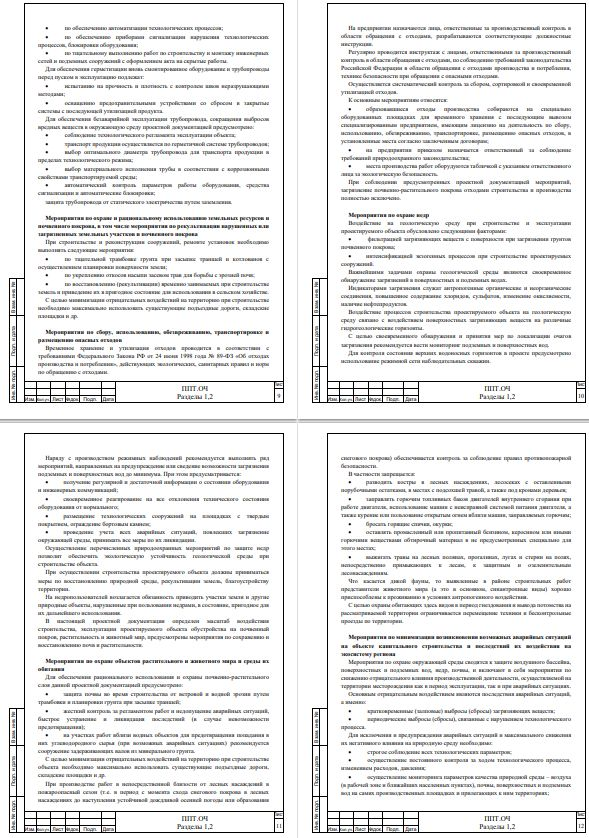 • по обеспечению автоматизации технологических процессов;
• по обеспечению приборами сигнализации нарушения технологических
процессов, блокировки оборудования;
• по тщательному выполнению работ по строительству и монтажу инженерных
сетей и подземных сооружений с оформлением акта на скрытые работы.
Для обеспечения герметизации вновь смонтированное оборудование и трубопроводы
перед пуском в эксплуатацию подлежат:
• испытанию на прочность и плотность с контролем швов неразрушающими
методами;
• оснащению предохранительными устройствами со сбросом в закрытые
системы с последующей утилизацией продукта.
Для обеспечения безаварийной эксплуатации трубопровода, сокращения выбросов
вредных веществ в окружающую среду проектной документацией предусмотрено:
• соблюдение технологического регламента эксплуатации объекта;
• транспорт продукции осуществляется по герметичной системе трубопроводов;
• выбор оптимального диаметра трубопровода для транспорта продукции в
пределах технологического режима;
• выбор материального исполнения трубы в соответствии с коррозионными
свойствами транспортируемой среды;
• автоматический контроль параметров работы оборудования, средства
сигнализации и автоматические блокировки;
защита трубопровода от статического электричества путем заземления.
Мероприятия по охране и рациональному использованию земельных ресурсов и
почвенного покрова, в том числе мероприятия по рекультивации нарушенных или
загрязненных земельных участков и почвенного покрова
При строительстве и реконструкции сооружений, ремонте установок необходимо
выполнять следующие мероприятия:
• по тщательной трамбовке грунта при засыпке траншей и котлованов с
осуществлением планировки поверхности земли;
• по укреплению откосов насыпи засевом трав для борьбы с эрозией почв;
• по восстановлению (рекультивации) временно занимаемых при строительстве
земель и приведению их в пригодное состояние для использования в сельском хозяйстве.
С целью минимизации отрицательных воздействий на территорию при строительстве
необходимо максимально использовать существующие подъездные дороги, складские
площадки и др.
Мероприятия по сбору, использованию, обезвреживанию, транспортировке и
размещению опасных отходов
Временное хранение и утилизация отходов проводится в соответствии с
требованиями Федерального Закона РФ от 24 июня 1998 года № 89-ФЗ «Об отходах
производства и потребления», действующих экологических, санитарных правил и норм
по обращению с отходами.
Взам. инв. №
Подп. и дата
Инв. № подл.
Изм. Кол.уч. Лист №док. Подп. Дата
ППТ.ОЧ
Разделы 1,2
Лист
9
На предприятии назначаются лица, ответственные за производственный контроль в
области обращения с отходами, разрабатываются соответствующие должностные
инструкции.
Регулярно проводится инструктаж с лицами, ответственными за производственный
контроль в области обращения с отходами, по соблюдению требований законодательства
Российской Федерации в области обращения с отходами производства и потребления,
технике безопасности при обращении с опасными отходами.
Осуществляется систематический контроль за сбором, сортировкой и своевременной
утилизацией отходов.
К основным мероприятиям относятся:
• образовавшиеся отходы производства собираются на специально
оборудованных площадках для временного хранения с последующим вывозом
специализированным предприятием, имеющим лицензию на деятельность по сбору,
использованию, обезвреживанию, транспортировке, размещению опасных отходов, в
установленные места согласно заключенным договорам;
• на предприятии приказом назначается ответственный за соблюдение
требований природоохранного законодательства;
• места производства работ оборудуются табличкой с указанием ответственного
лица за экологическую безопасность.
При соблюдении предусмотренных проектной документацией мероприятий,
загрязнение почвенно-растительного покрова отходами строительства и производства
полностью исключено.
Мероприятия по охране недр
Воздействие на геологическую среду при строительстве и эксплуатации
проектируемого объекта обусловлено следующими факторами:
• фильтрацией загрязняющих веществ с поверхности при загрязнении грунтов
почвенного покрова;
• интенсификацией экзогенных процессов при строительстве проектируемых
сооружений.
Важнейшими задачами охраны геологической среды являются своевременное
обнаружение загрязнения в поверхностных и подземных водах.
Индикаторами загрязнения служат антропогенные органические и неорганические
соединения, повышенное содержание хлоридов, сульфатов, изменение окисляемости,
наличие нефтепродуктов.
Воздействие процессов строительства проектируемого объекта на геологическую
среду связано с воздействием поверхностных загрязняющих веществ на различные
гидрогеологические горизонты.
С целью своевременного обнаружения и принятия мер по локализации очагов
загрязнения рекомендуется вести мониторинг подземных и поверхностных вод.
Для контроля состояния верхних водоносных горизонтов в проекте предусмотрено
использование режимной сети наблюдательных скважин.
Взам. инв. №
Подп. и дата
Инв. № подл.
Изм. Кол.уч. Лист №док. Подп. Дата
ППТ.ОЧ
Разделы 1,2
Лист
10
Наряду с производством режимных наблюдений рекомендуется выполнять ряд
мероприятий, направленных на предупреждение или сведение возможности загрязнения
подземных и поверхностных вод до минимума. При этом предусматривается:
• получение регулярной и достаточной информации о состоянии оборудования
и инженерных коммуникаций;
• своевременное реагирование на все отклонения технического состояния
оборудования от нормального;
• размещение технологических сооружений на площадках с твердым
покрытием, ограждение бортовым камнем;
• проведение учета всех аварийных ситуаций, повлекших загрязнение
окружающей среды, принимать все меры по их ликвидации.
Осуществление перечисленных природоохранных мероприятий по защите недр
позволит обеспечить экологическую устойчивость геологической среды при
строительстве объекта.
При осуществлении строительства проектируемого объекта должны приниматься
меры по восстановлению природной среды, рекультивации земель, благоустройству
территории.
На недропользователей возлагается обязанность приводить участки земли и другие
природные объекты, нарушенные при пользовании недрами, в состояние, пригодное для
их дальнейшего использования.
В настоящей проектной документации определен масштаб воздействия
строительства, эксплуатации проектируемого объекта обустройства на почвенный
покров, растительность и животный мир, предусмотрены мероприятия по сохранению и
восстановлению почв и растительности.
Мероприятия по охране объектов растительного и животного мира и среды их
обитания
Для обеспечения рационального использования и охраны почвенно-растительного
слоя данной проектной документацией предусмотрено:
• защита почвы во время строительства от ветровой и водной эрозии путем
трамбовки и планировки грунта при засыпке траншей;
• жесткий контроль за регламентом работ и недопущение аварийных ситуаций,
быстрое устранение и ликвидация последствий (в случае невозможности
предотвращения);
• на участках работ вблизи водных объектов для предотвращения попадания в
них углеводородного сырья (при возможных аварийных ситуациях) рекомендуется
сооружение задерживающих валов из минерального грунта.
С целью минимизации отрицательных воздействий на территорию при строительстве
объекта необходимо максимально использовать существующие подъездные дороги,
складские площадки и др.
При производстве работ в непосредственной близости от лесных насаждений в
пожароопасный сезон (т.е. в период с момента схода снегового покрова в лесных
насаждениях до наступления устойчивой дождливой осенней погоды или образования
Взам. инв. №
Подп. и дата
Инв. № подл.
Изм. Кол.уч. Лист №док. Подп. Дата
ППТ.ОЧ
Разделы 1,2
Лист
11
снегового покрова) обеспечивается контроль за соблюдение правил противопожарной
безопасности.
В частности запрещается:
• разводить костры в лесных насаждениях, лесосеках с оставленными
порубочными остатками, в местах с подсохшей травой, а также под кронами деревьев;
• заправлять горючим топливных баков двигателей внутреннего сгорания при
работе двигателя, использование машин с неисправной системой питания двигателя, а
также курение или пользование открытым огнем вблизи машин, заправляемых горючим;
• бросать горящие спички, окурки;
• оставлять промасленный или пропитанный бензином, керосином или иными
горючими веществами обтирочный материал в не предусмотренных специально для
этого местах;
• выжигать травы на лесных полянах, прогалинах, лугах и стерни на полях,
непосредственно примыкающих к лесам, к защитным и озеленительным
лесонасаждениям.
Что касается дикой фауны, то выявленные в районе строительных работ
представители животного мира (а это в основном, синантропные виды) хорошо
приспособлены к проживанию в условиях антропогенного воздействия.
С целью охраны обитающих здесь видов в период гнездования и вывода потомства на
рассматриваемой территории ограничивается перемещение техники и бесконтрольные
проезды по территории.
Мероприятия по минимизации возникновения возможных аварийных ситуаций
на объекте капитального строительства и последствий их воздействия на
экосистему региона
Мероприятия по охране окружающей среды сводятся к защите воздушного бассейна,
поверхностных и подземных вод, недр, почвы, и включают в себя мероприятия по
снижению отрицательного влияния производственной деятельности, осуществляемой на
территории месторождения как в период эксплуатации, так и при аварийных ситуациях.
Основным отрицательным воздействием являются последствия аварийных ситуаций,
а именно:
• кратковременные (залповые) выбросы (сбросы) загрязняющих веществ;
• периодические выбросы (сбросы), связанные с нарушением технологического
процесса.
Для исключения и предупреждения аварийных ситуаций и максимального снижения
их негативного влияния на природную среду необходимо:
• строгое соблюдение всех технологических параметров;
• осуществление постоянного контроля за ходом технологического процесса,
изменением расходов, давления;
• осуществление мониторинга параметров качества природной среды – воздуха
(в рабочей зоне и ближайших населенных пунктах), почвы, поверхностных и подземных
вод на самих производственных площадках и прилегающих к ним территориях;
Взам. инв. №
Подп. и дата
Инв. № подл.
Изм. Кол.уч. Лист №док. Подп. Дата
ППТ.ОЧ
Разделы 1,2
Лист
12